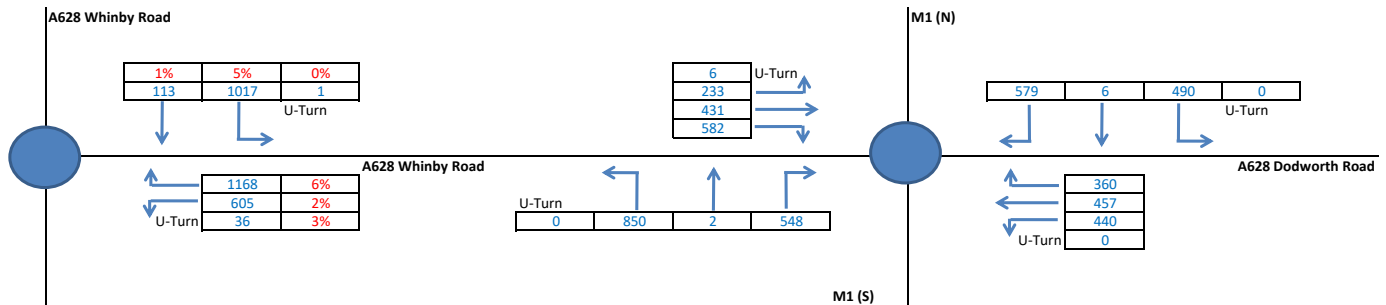 A628 Whinby Road
M1 (N)
1% 5% 0%
113 1017 1
U-Turn
6
U-Turn
233
431
582
579 6 490 0
U-Turn
A628 Whinby Road
A628 Dodworth Road
1168 6%
605 2%
U-Turn 36 3%
U-Turn
0 850 2 548
360
457
440
U-Turn 0
M1 (S)